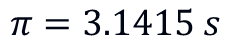 π = 3.1415 s